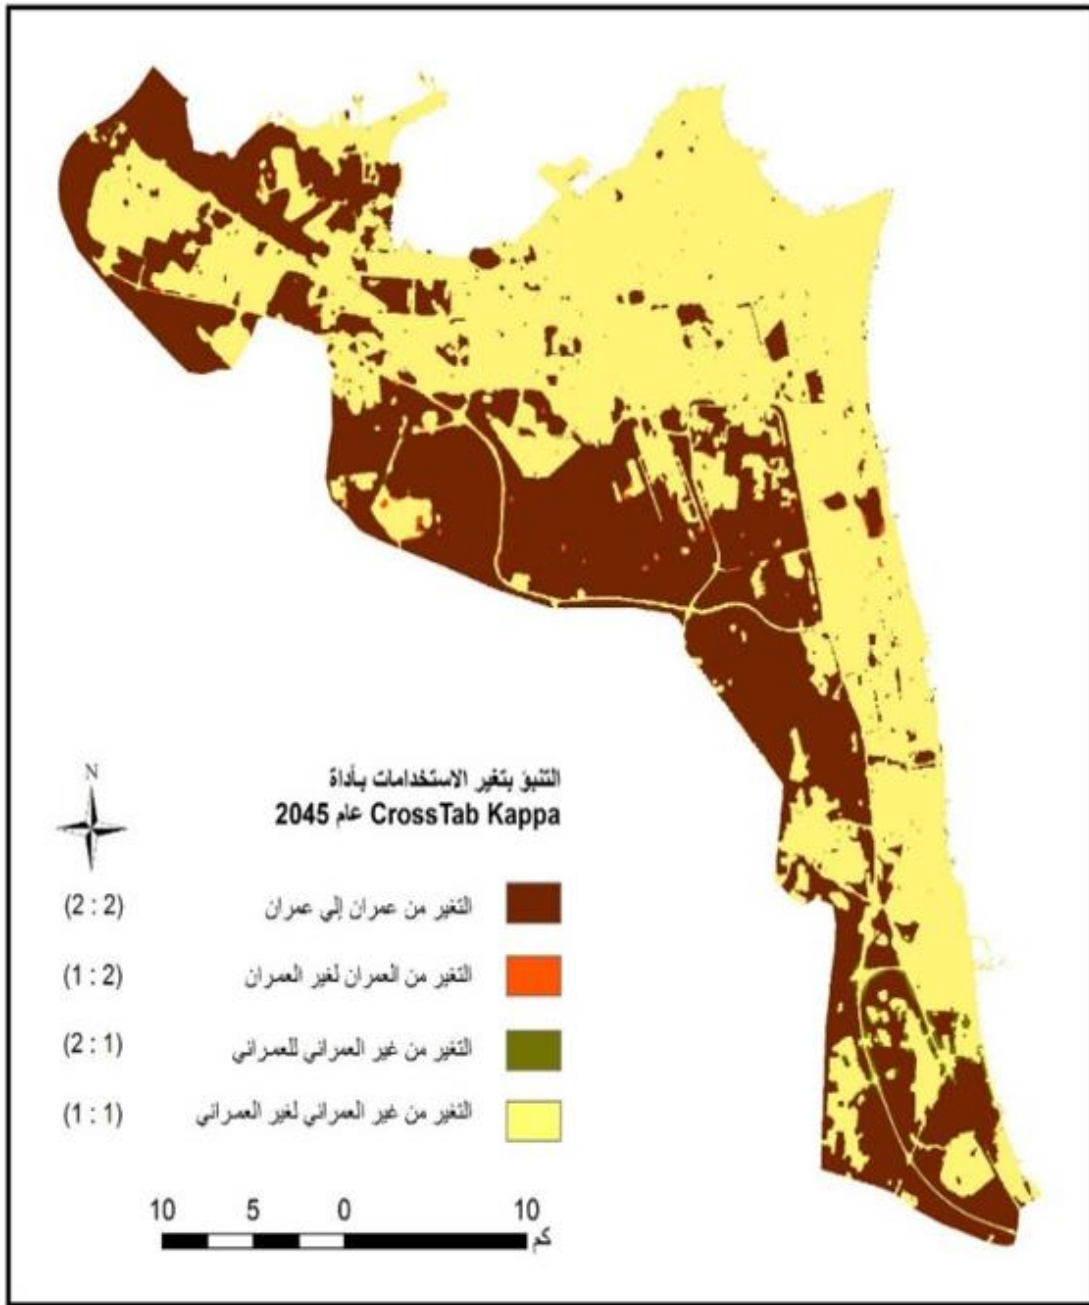 N
التنبؤ بتغير الاستخدامات بأداة
CrossTab Kappa عام 2045
التغير من عمران إلي عمران (2 : 2)
التغير من العمران لغير العمران (1 : 2)
التغير من غير العمراني للعمراني (2 : 1)
التغير من غير العمراني لغير العمراني (1 : 1)
10 5 0 10
كم